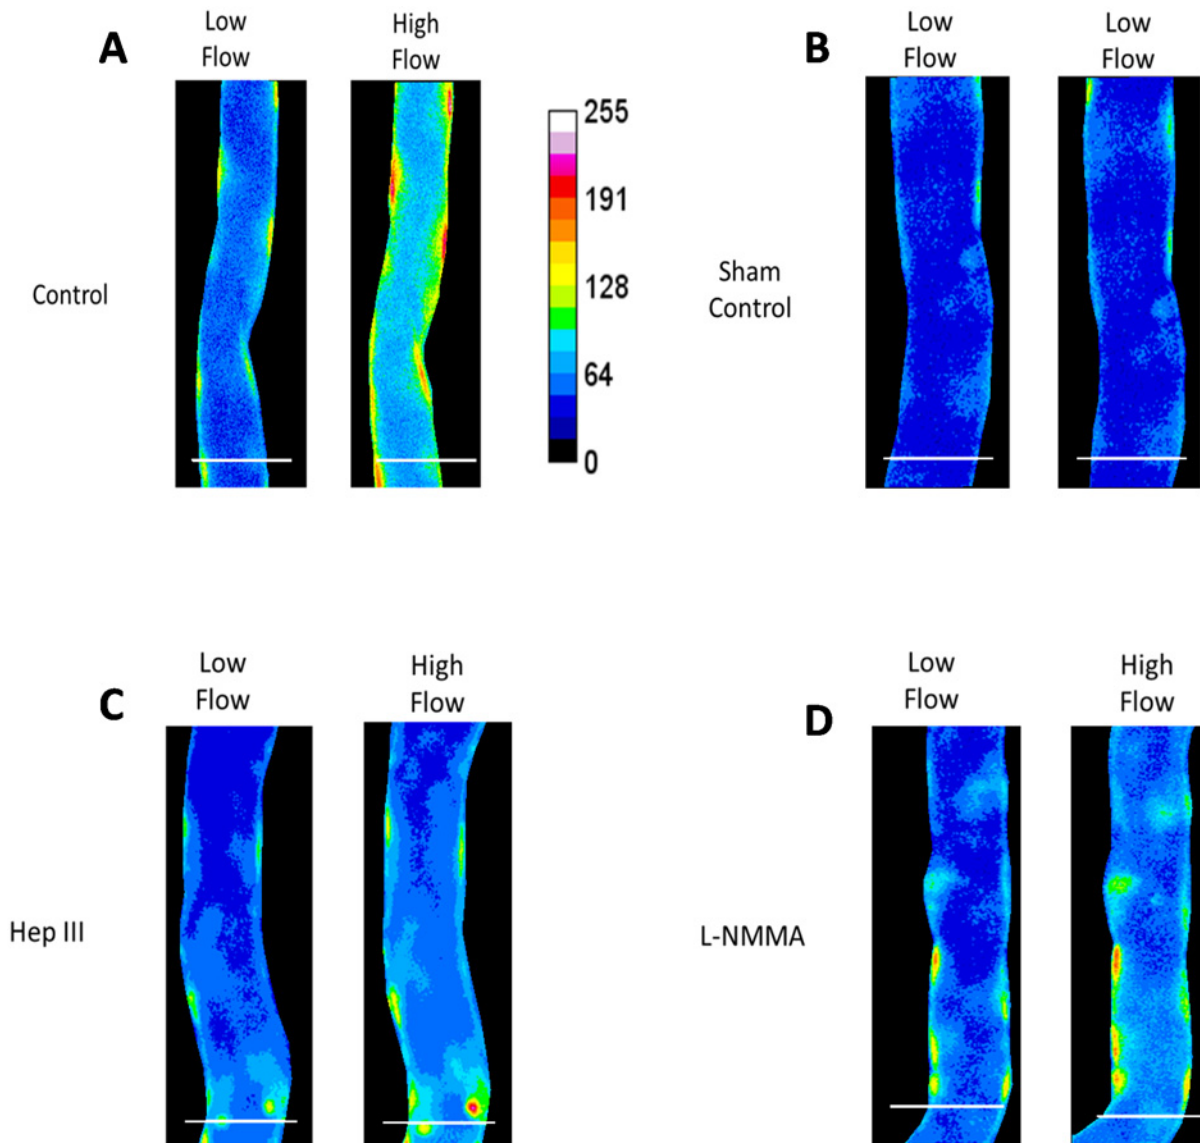 A
Low
Flow
High
Flow
Control
255
191
128
64
0
B
Low
Flow
Low
Flow
Sham
Control
C
Low
Flow
High
Flow
Hep III
D
Low
Flow
High
Flow
L-NMMA